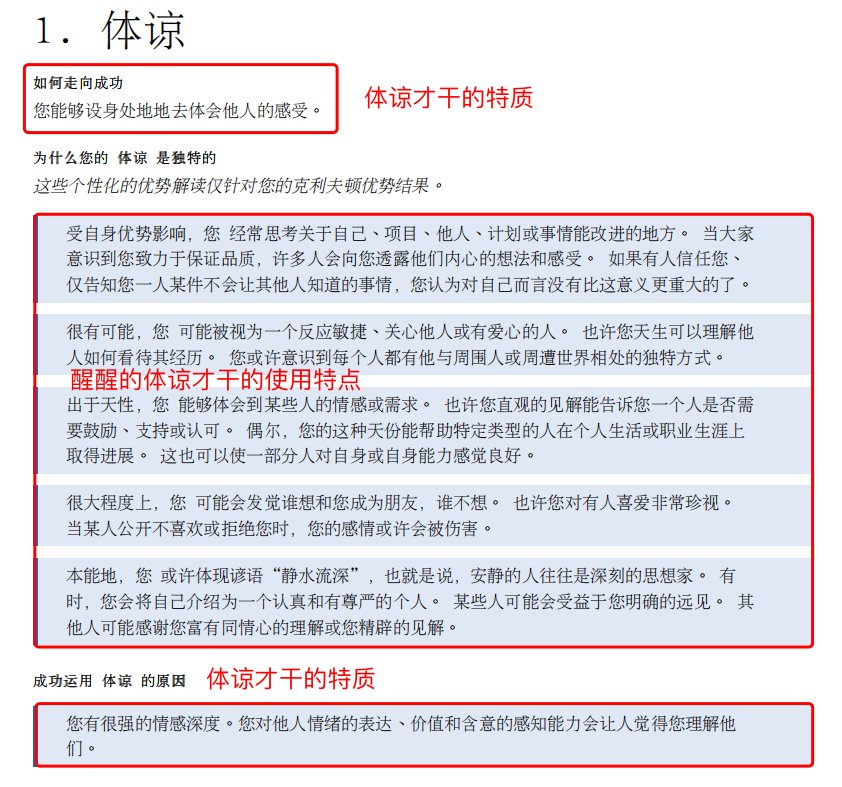 1. 体谅
如何走向成功
您能够设身处地地去体会他人的感受。
体谅才干的特质
为什么您的 体谅 是独特的
这些个性化的优势解读仅针对您的克利夫顿优势结果。
受自身优势影响，您 经常思考关于自己、项目、他人、计划或事情能改进的地方。 当大家
意识到您致力于保证品质，许多人会向您透露他们内心的想法和感受。 如果有人信任您、
仅告知您一人某件不会让其他人知道的事情，您认为对自己而言没有比这意义更重大的了。
很有可能，您 可能被视为一个反应敏捷、关心他人或有爱心的人。 也许您天生可以理解他
人如何看待其经历。 您或许意识到每个人都有他与周围人或周遭世界相处的独特方式。
醒醒的体谅才干的使用特点
出于天性，您 能够体会到某些人的情感或需求。 也许您直观的见解能告诉您一个人是否需
要鼓励、支持或认可。 偶尔，您的这种天份能帮助特定类型的人在个人生活或职业生涯上
取得进展。 这也可以使一部分人对自身或自身能力感觉良好。
很大程度上，您 可能会发觉谁想和您成为朋友，谁不想。 也许您对有人喜爱非常珍视。
当某人公开不喜欢或拒绝您时，您的感情或许会被伤害。
本能地，您 或许体现谚语“静水流深”，也就是说，安静的人往往是深刻的思想家。 有
时，您会将自己介绍为一个认真和有尊严的个人。 某些人可能会受益于您明确的远见。 其
他人可能感谢您富有同情心的理解或您精辟的见解。
成功运用 体谅 的原因
体谅才干的特质
您有很强的情感深度。您对他人情绪的表达、价值和含意的感知能力会让人觉得您理解他
们。